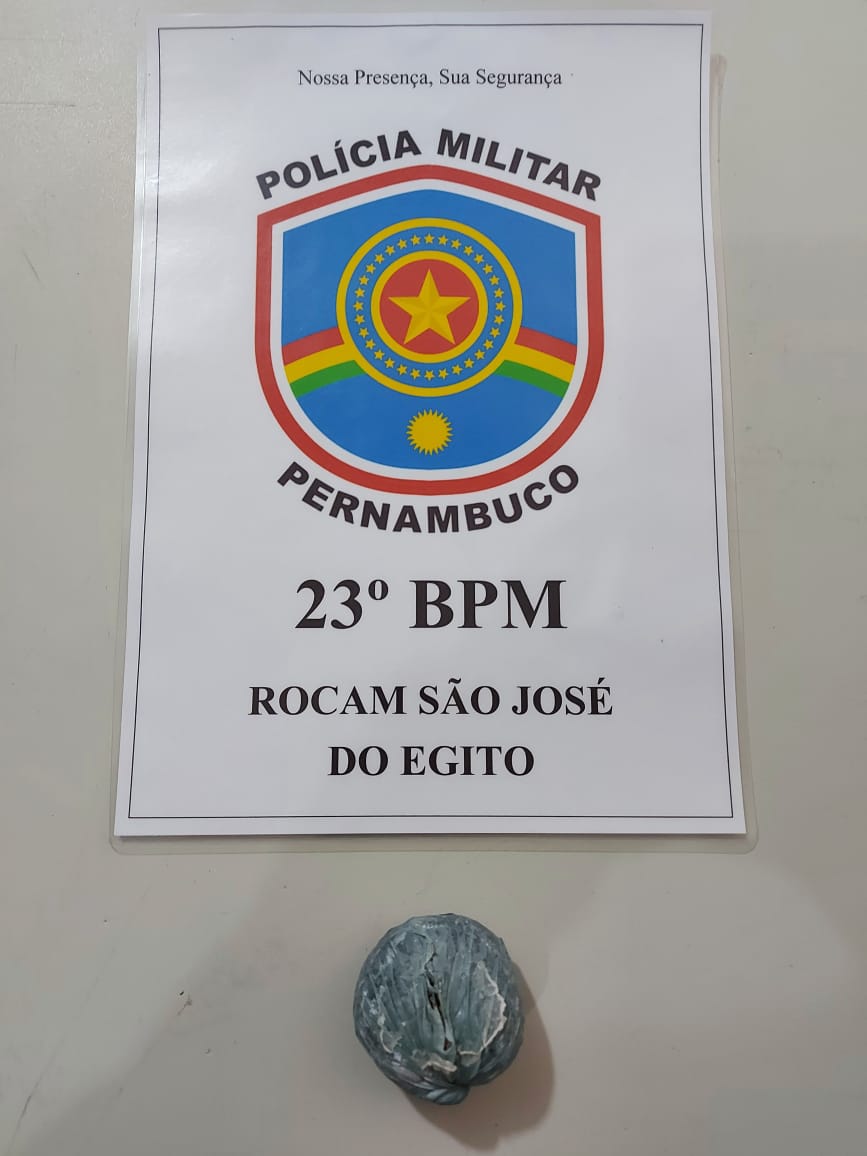 Nossa Presença, Sua Segurança
POLÍCIA MILITAR
PERNAMBUCO
23º BPM
ROCAM SÃO JOSÉ
DO EGITO